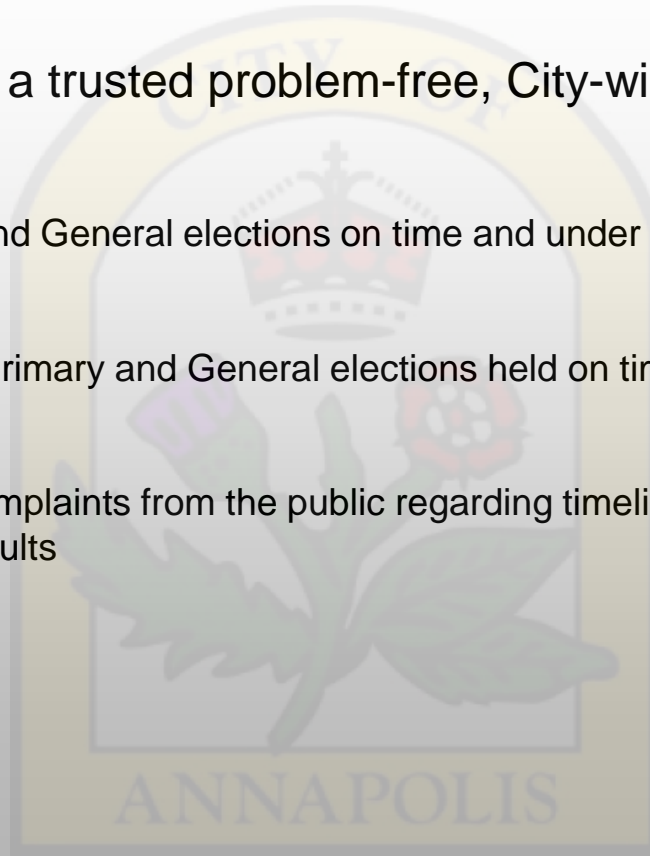 CITY OF
a trusted problem-free, City-wi
nd General elections on time and under
rimary and General elections held on tin
mplaints from the public regarding timeli
ults
ANNAPOLIS